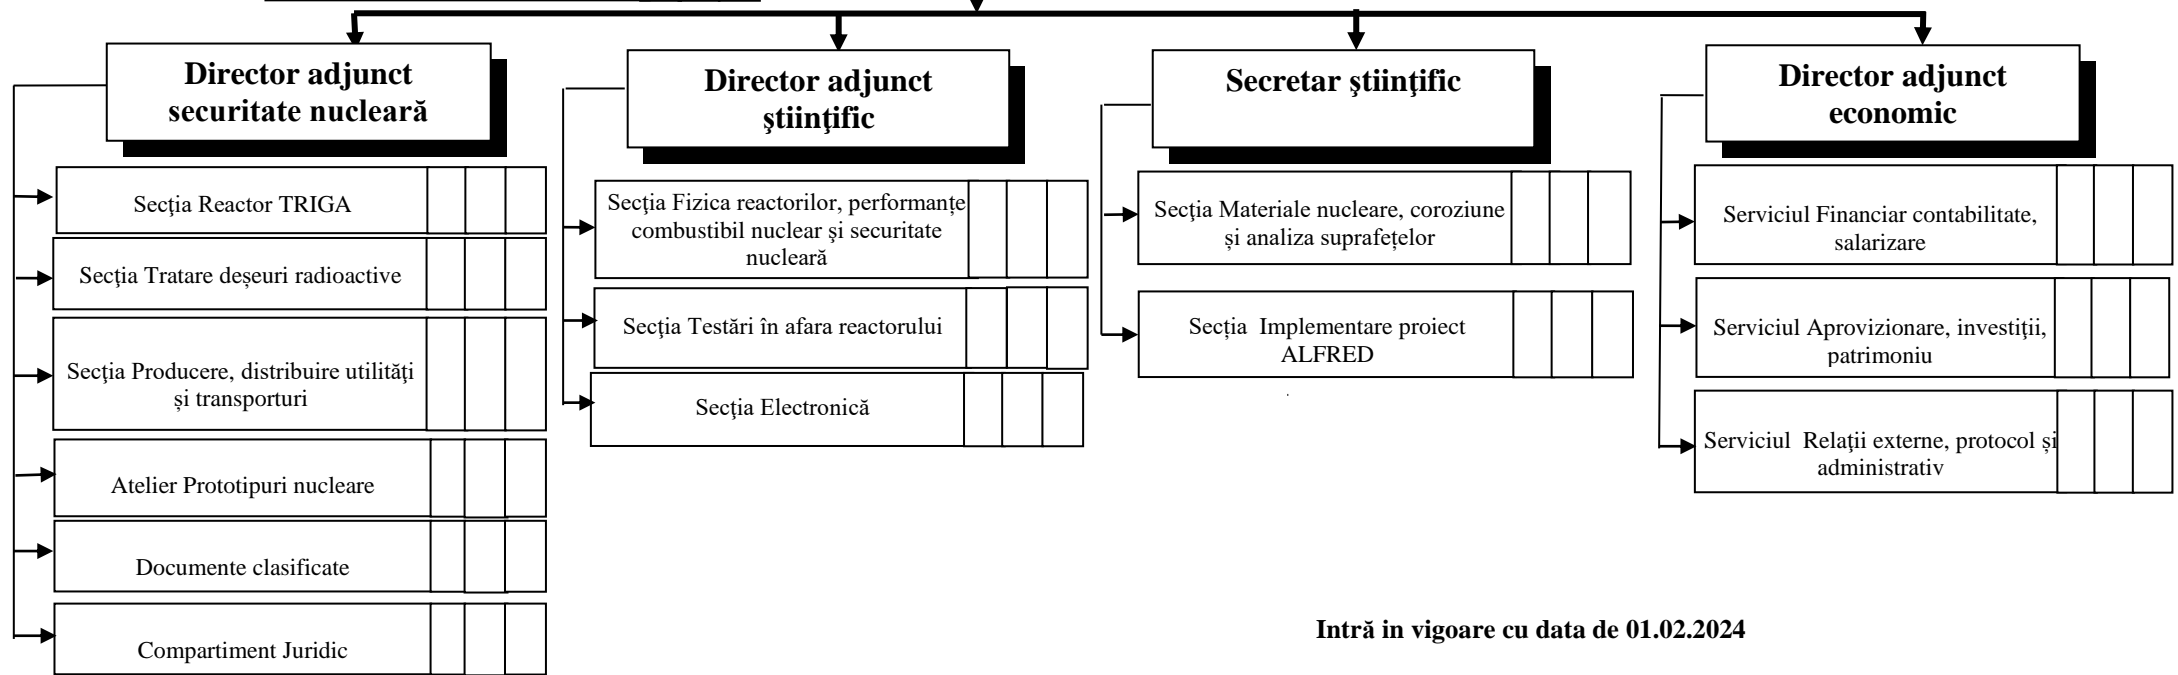 Director adjunct
securitate nucleară
Secţia Reactor TRIGA
Secţia Tratare deșeuri radioactive
Secţia Producere, distribuire utilităţi
și transporturi
Atelier Prototipuri nucleare
Documente clasificate
Compartiment Juridic
Director adjunct
ştiinţific
Secţia Fizica reactorilor, performanțe
combustibil nuclear şi securitate
nucleară
Secţia Testări în afara reactorului
Secţia Electronică
Secretar ştiinţific
Secţia Materiale nucleare, coroziune
și analiza suprafețelor
Secția Implementare proiect
ALFRED
Director adjunct
economic
Serviciul Financiar contabilitate,
salarizare
Serviciul Aprovizionare, investiţii,
patrimoniu
Serviciul Relaţii externe, protocol și
administrativ
Intră in vigoare cu data de 01.02.2024